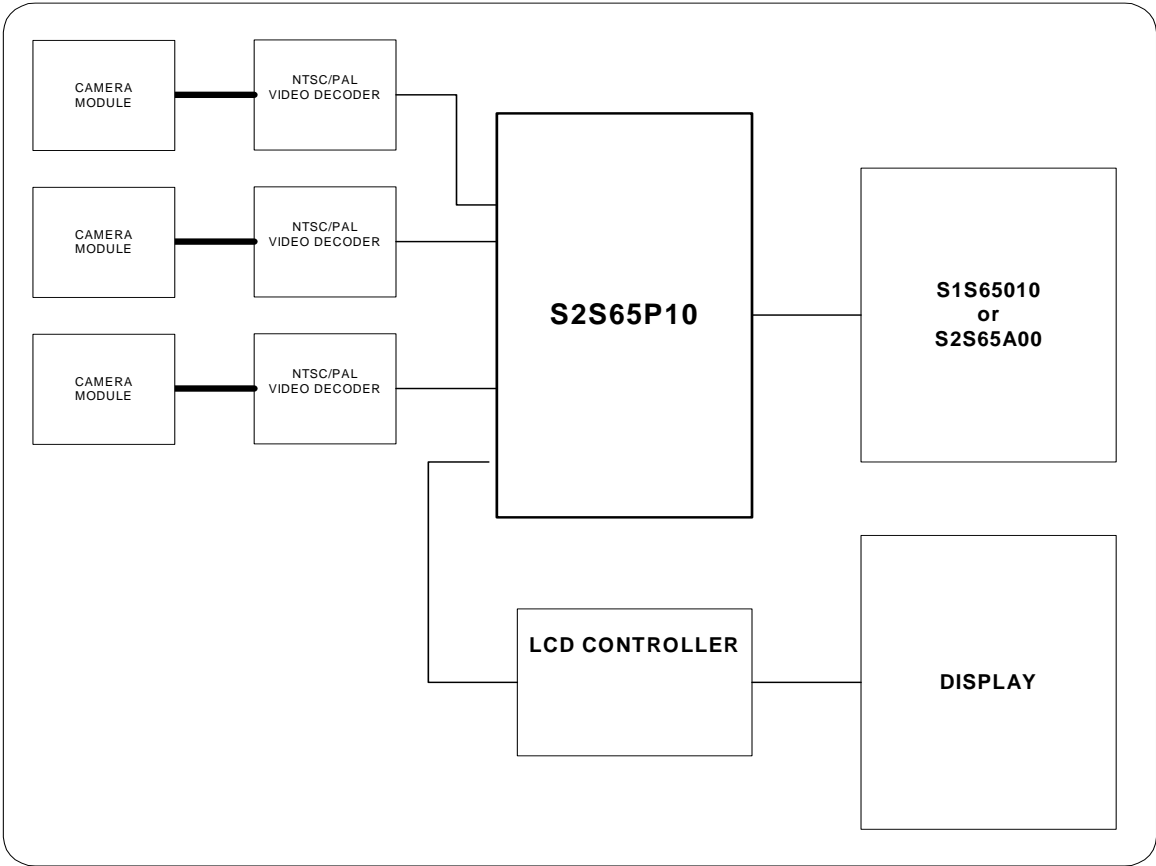 CAMERA
MODULE
NTSC/PAL
VIDEO DECODER
CAMERA
MODULE
NTSC/PAL
VIDEO DECODER
CAMERA
MODULE
NTSC/PAL
VIDEO DECODER
S2S65P10
S1S65010
or
S2S65A00
LCD CONTROLLER
DISPLAY